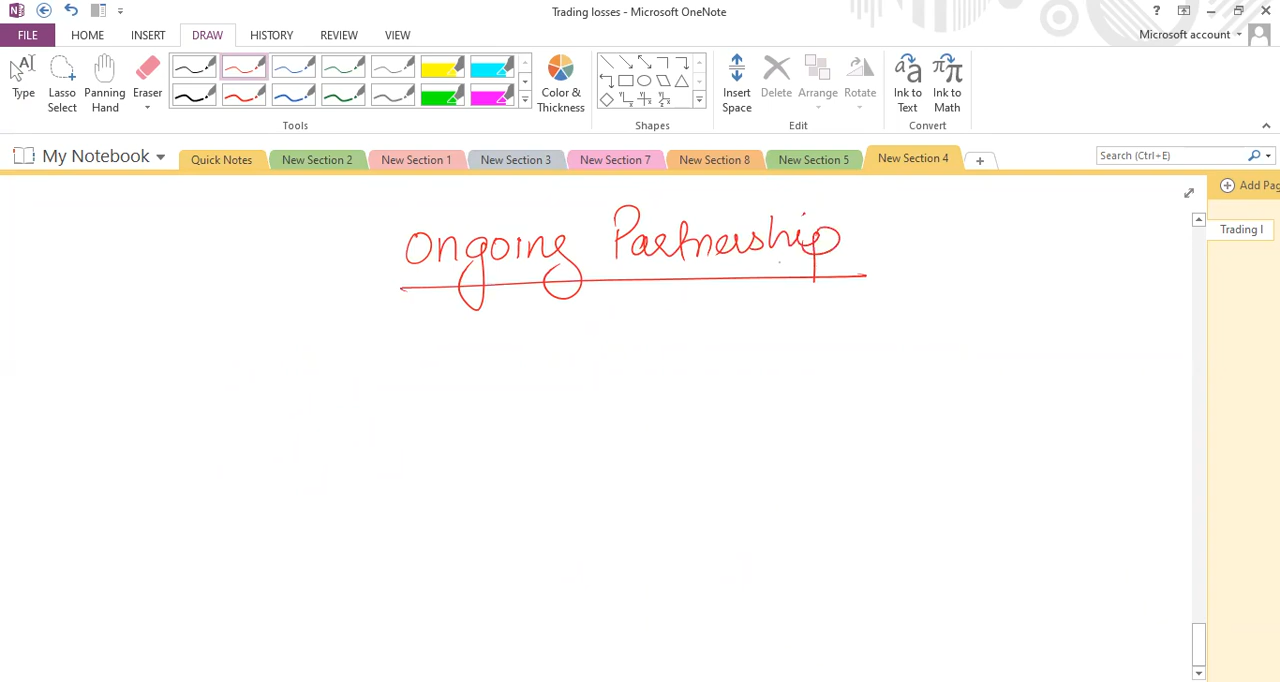 Trading losses - Microsoft OneNote
?
Microsoft account
FILE HOME INSERT DRAW HISTORY REVIEW VIEW
Type
Lasso Select
Panning Hand
Eraser
Color & Thickness
Insert Space
Delete
Arrange
Rotate
Ink to Text
Ink to Math
Tools
Shapes
Edit
Convert
My Notebook
Quick Notes
New Section 2
New Section 1
New Section 3
New Section 7
New Section 8
New Section 5
New Section 4
Search (Ctrl+E)
Add Pag
Trading l
Ongoing Partnership